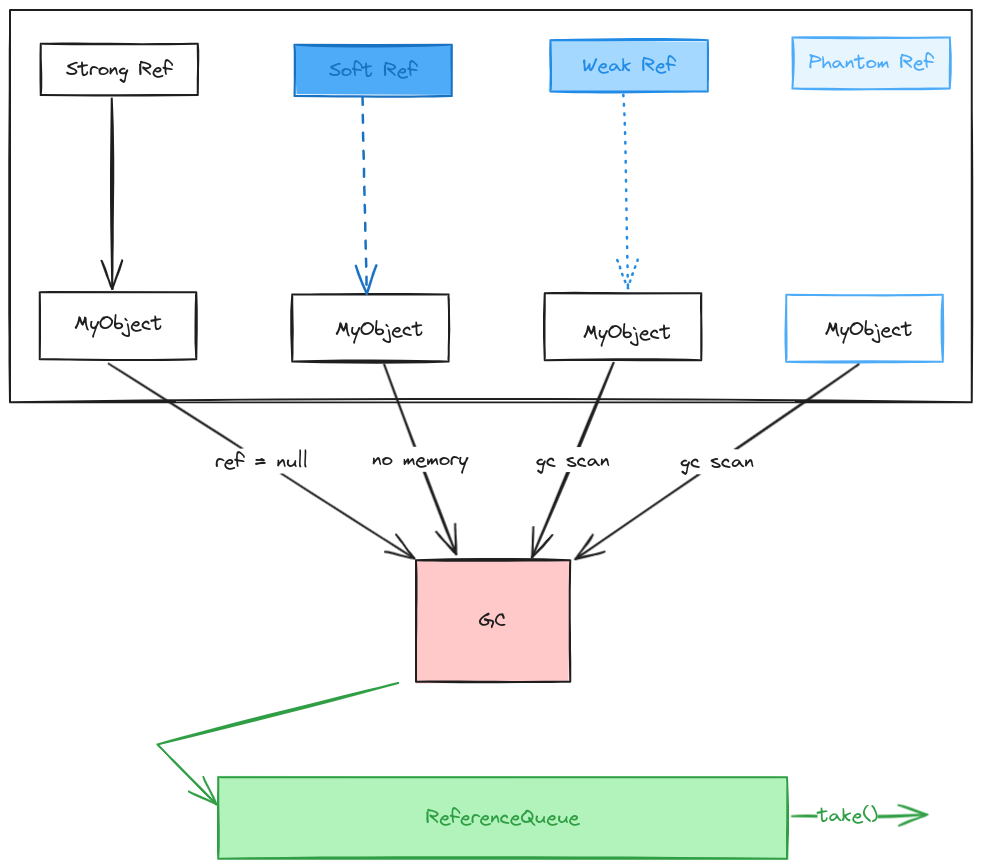 Strong Ref
Soft Ref
Weak Ref
Phantom Ref
MyObject
MyObject
MyObject
MyObject
ref = null
no memory
gc scan
gc scan
GC
ReferenceQueue
take()